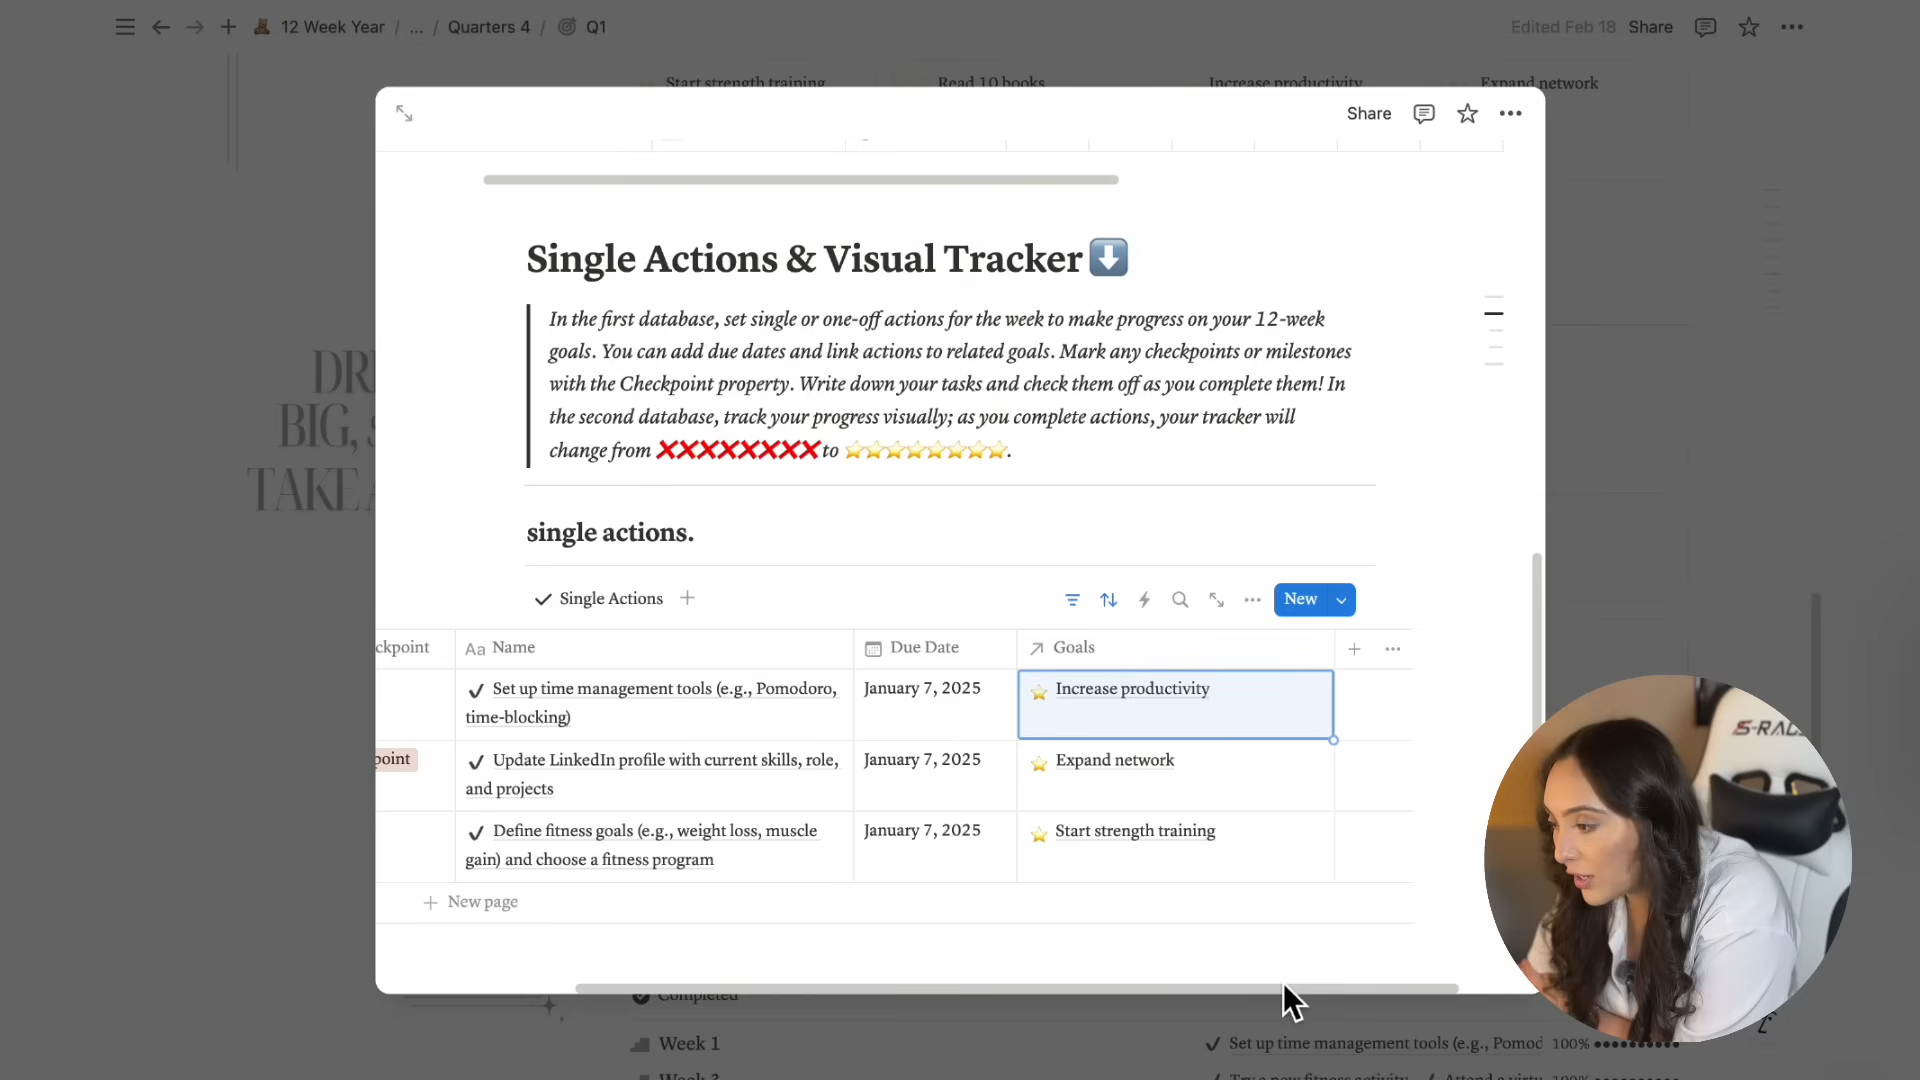 12 Week Year / ... / Quarters 4 / Q1
Edited Feb 18 Share
Start strength training Read 10 books Increase productivity Expand network
Share
Single Actions & Visual Tracker ⬇️
In the first database, set single or one-off actions for the week to make progress on your 12-week
goals. You can add due dates and link actions to related goals. Mark any checkpoints or milestones
with the Checkpoint property. Write down your tasks and check them off as you complete them! In
the second database, track your progress visually; as you complete actions, your tracker will
change from ❌❌❌❌❌❌❌❌ to ⭐⭐⭐⭐⭐⭐⭐⭐.
single actions.
Single Actions
New
ckpoint Aa Name Due Date Goals
✔ Set up time management tools (e.g., Pomodoro,
time-blocking)
January 7, 2025
⭐ Increase productivity
point
✔ Update LinkedIn profile with current skills, role,
and projects
January 7, 2025
⭐ Expand network
✔ Define fitness goals (e.g., weight loss, muscle
gain) and choose a fitness program
January 7, 2025
⭐ Start strength training
+ New page
BIG,
TAKE
Completed
Week 1
✔ Set up time management tools (e.g., Pomod 100% ●●●●●●●●●●